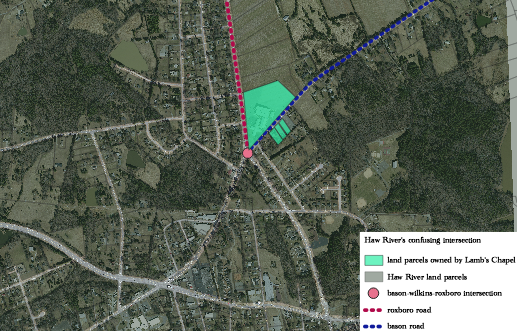 Haw River's confusing intersection
land parcels owned by Lamb's Chapel
Haw River land parcels
bason-wilkins-roxboro intersection
roxboro road
bason road